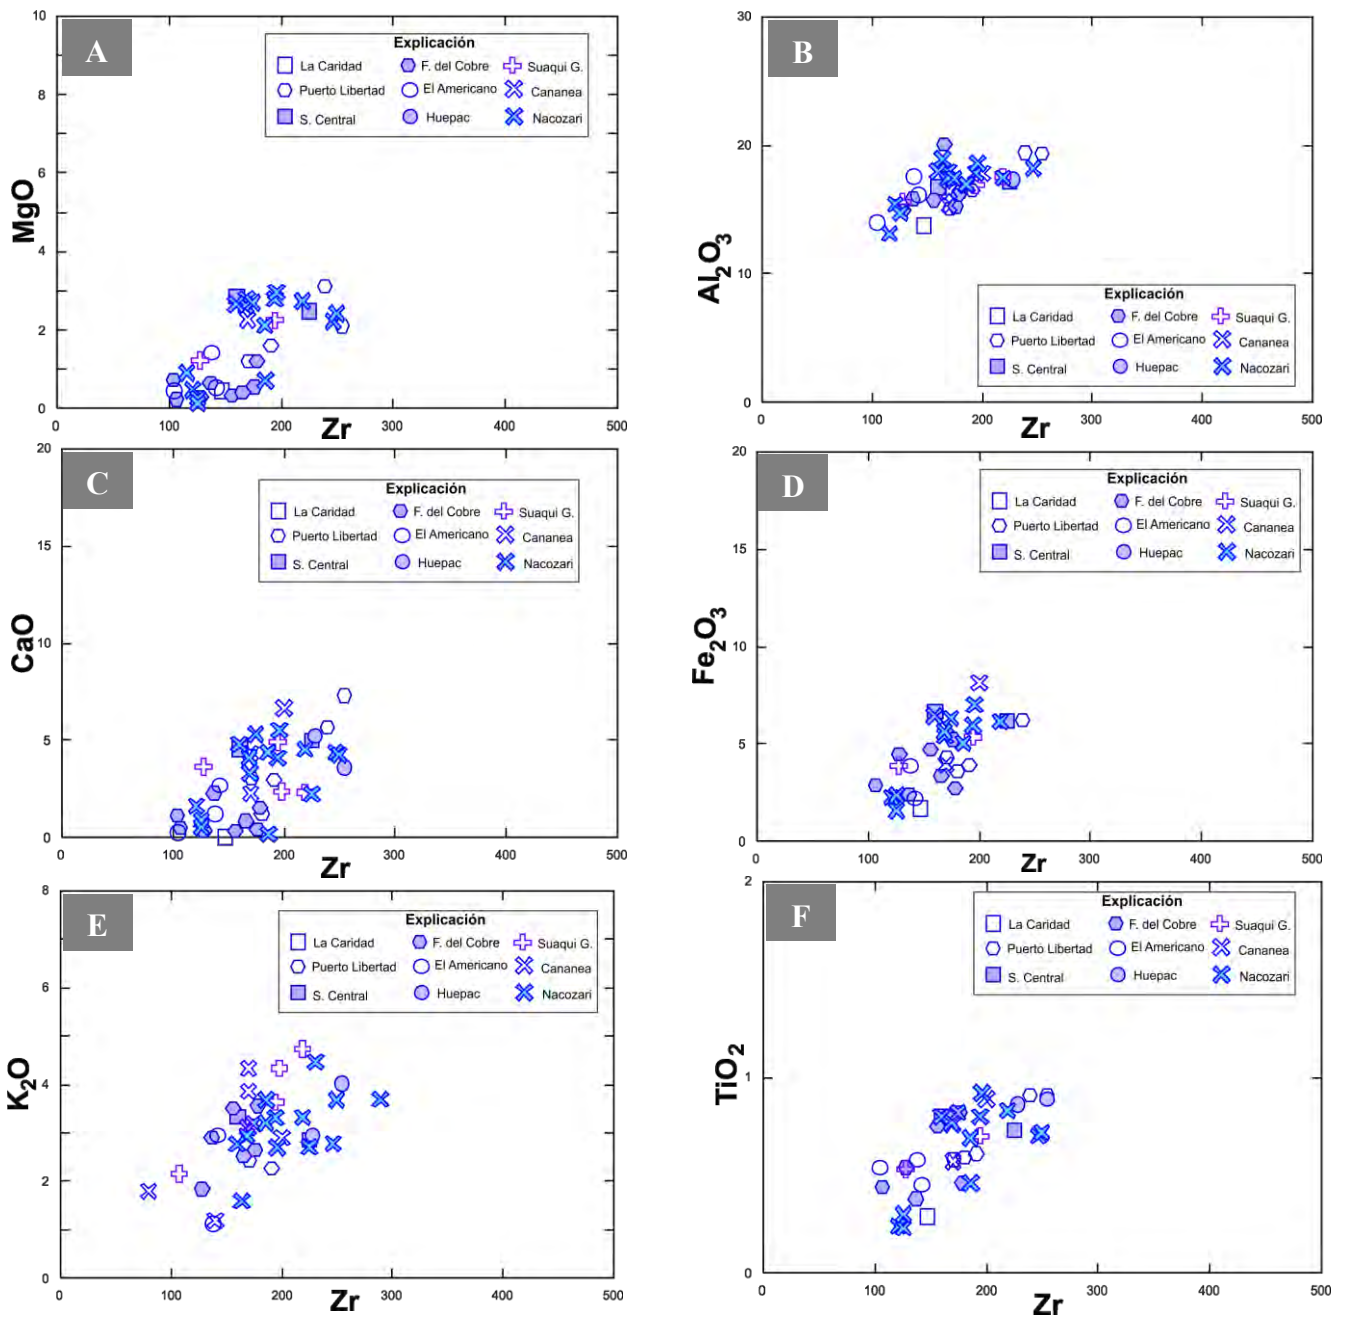 A
MgO
10
8
6
4
2
0
100
200
300
400
500
Zr
Explicación
La Caridad
F. del Cobre
Suaqui G.
Puerto Libertad
El Americano
Cananea
S. Central
Huepac
Nacozari
B
Al2O3
30
20
10
0
0
100
200
300
400
500
Zr
Explicación
La Caridad
F. del Cobre
Suaqui G.
Puerto Libertad
El Americano
Cananea
S. Central
Huepac
Nacozari
C
CaO
20
15
10
5
0
0
100
200
300
400
500
Zr
Explicación
La Caridad
F. del Cobre
Suaqui G.
Puerto Libertad
El Americano
Cananea
S. Central
Huepac
Nacozari
D
Fe2O3
20
15
10
5
0
0
100
200
300
400
500
Zr
Explicación
La Caridad
F. del Cobre
Suaqui G.
Puerto Libertad
El Americano
Cananea
S. Central
Huepac
Nacozari
E
K2O
8
6
4
2
0
0
100
200
300
400
500
Zr
Explicación
La Caridad
F. del Cobre
Suaqui G.
Puerto Libertad
El Americano
Cananea
S. Central
Huepac
Nacozari
F
TiO2
2
1
0
0
100
200
300
400
500
Zr
Explicación
La Caridad
F. del Cobre
Suaqui G.
Puerto Libertad
El Americano
Cananea
S. Central
Huepac
Nacozari